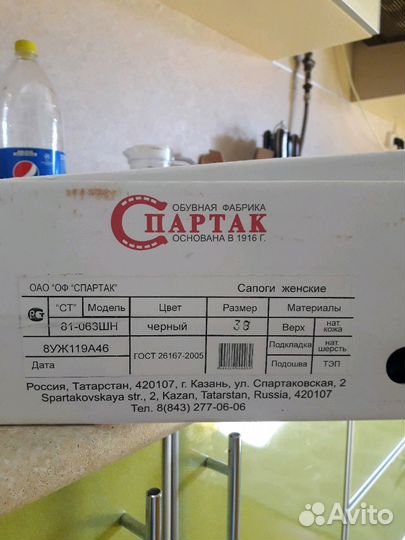 pepsi
ОБУВНАЯ ФАБРИКА
СПАРТАК
ОСНОВАНА В 1916 Г.
ОАО "ОФ "СПАРТАК"
Сапоги женские
"СТ" Модель Цвет Размер Материалы
81-063ШН черный 38 Верх нат. кожа
8УЖ119А46 ГОСТ 26167-2005 Подкладка нат. шерсть
Дата Подошва ТЭП
Россия, Татарстан, 420107, г. Казань, ул. Спартаковская, 2
Spartakovskaya str., 2, Kazan, Tatarstan, Russia, 420107
Тел. 8(843) 277-06-06
Avito